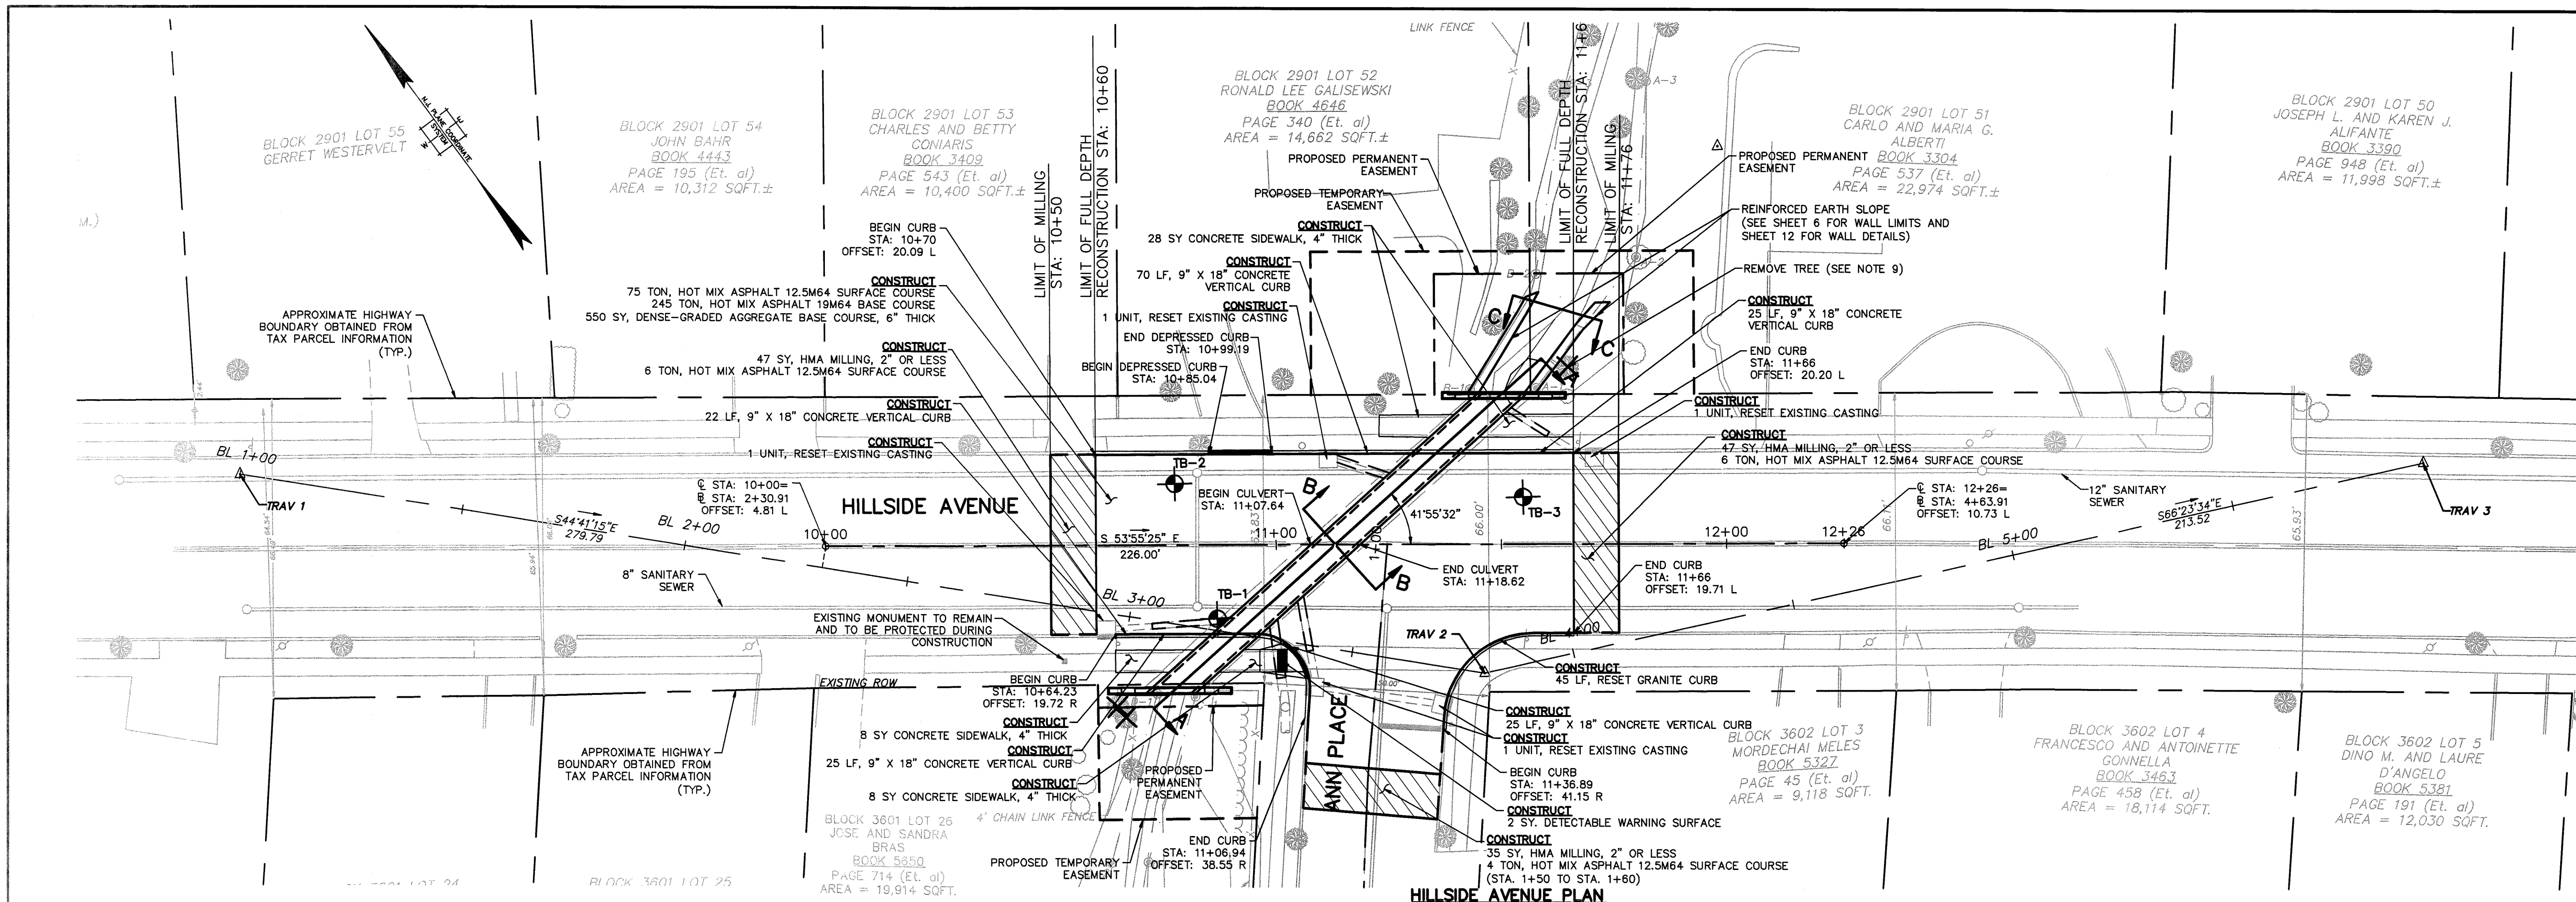 LINK FENCE
M.)
N.J. PLANE COORDINATE
SYSTEM
BLOCK 2901 LOT 55
GERRET WESTERVELT
BLOCK 2901 LOT 54
JOHN BAHR
BOOK 4443
PAGE 195 (Et. al)
AREA = 10,312 SQFT.±
BLOCK 2901 LOT 53
CHARLES AND BETTY
CONIARIS
BOOK 3409
PAGE 543 (Et. al)
AREA = 10,400 SQFT.±
BLOCK 2901 LOT 52
RONALD LEE GALISEWSKI
BOOK 4646
PAGE 340 (Et. al)
AREA = 14,662 SQFT.±
BLOCK 2901 LOT 51
CARLO AND MARIA G.
ALBERTI
BOOK 3304
PAGE 537 (Et. al)
AREA = 22,974 SQFT.±
BLOCK 2901 LOT 50
JOSEPH L. AND KAREN J.
ALIFANTE
BOOK 3390
PAGE 948 (Et. al)
AREA = 11,998 SQFT.±
LIMIT OF MILLING
STA: 10+50
LIMIT OF FULL DEPTH
RECONSTRUCTION STA: 10+60
LIMIT OF FULL DEPTH
RECONSTRUCTION STA: 11+6
LIMIT OF MILING
STA: 11+76
A-3
PROPOSED PERMANENT
EASEMENT
PROPOSED TEMPORARY
EASEMENT
CONSTRUCT
28 SY CONCRETE SIDEWALK, 4" THICK
CONSTRUCT
70 LF, 9" X 18" CONCRETE
VERTICAL CURB
CONSTRUCT
1 UNIT, RESET EXISTING CASTING
END DEPRESSED CURB
STA: 10+99.19
BEGIN DEPRESSED CURB
STA: 10+85.04
BEGIN CURB
STA: 10+70
OFFSET: 20.09 L
CONSTRUCT
75 TON, HOT MIX ASPHALT 12.5M64 SURFACE COURSE
245 TON, HOT MIX ASPHALT 19M64 BASE COURSE
550 SY, DENSE-GRADED AGGREGATE BASE COURSE, 6" THICK
CONSTRUCT
47 SY, HMA MILLING, 2" OR LESS
6 TON, HOT MIX ASPHALT 12.5M64 SURFACE COURSE
CONSTRUCT
22 LF, 9" X 18" CONCRETE VERTICAL CURB
CONSTRUCT
1 UNIT, RESET EXISTING CASTING
APPROXIMATE HIGHWAY
BOUNDARY OBTAINED FROM
TAX PARCEL INFORMATION
(TYP.)
PROPOSED PERMANENT
EASEMENT
REINFORCED EARTH SLOPE
(SEE SHEET 6 FOR WALL LIMITS AND
SHEET 12 FOR WALL DETAILS)
REMOVE TREE (SEE NOTE 9)
CONSTRUCT
25 LF, 9" X 18" CONCRETE
VERTICAL CURB
END CURB
STA: 11+66
OFFSET: 20.20 L
CONSTRUCT
1 UNIT, RESET EXISTING CASTING
CONSTRUCT
47 SY, HMA MILLING, 2" OR LESS
6 TON, HOT MIX ASPHALT 12.5M64 SURFACE COURSE
C
C
A
B-1
BL 1+00
TRAV 1
S44°41'15"E
279.79
BL 2+00
℄ STA: 10+00=
STA: 2+30.91
OFFSET: 4.81 L
HILLSIDE AVENUE
10+00
S 53°55'25" E
226.00'
11+00
TB-2
TB-3
TB-1
BEGIN CULVERT
STA: 11+07.64
B
B
41°55'32"
66.00'
1+00
END CULVERT
STA: 11+18.62
12+00
12+26
℄ STA: 12+26=
STA: 4+63.91
OFFSET: 10.73 L
12" SANITARY
SEWER
BL 5+00
S66°23'34"E
213.52
TRAV 3
65.93'
8" SANITARY
SEWER
BL 3+00
EXISTING MONUMENT TO REMAIN
AND TO BE PROTECTED DURING
CONSTRUCTION
END CURB
STA: 11+66
OFFSET: 19.71 L
TRAV 2
CONSTRUCT
45 LF, RESET GRANITE CURB
EXISTING ROW
BEGIN CURB
STA: 10+64.23
OFFSET: 19.72 R
CONSTRUCT
8 SY CONCRETE SIDEWALK, 4" THICK
CONSTRUCT
25 LF, 9" X 18" CONCRETE VERTICAL CURB
CONSTRUCT
8 SY CONCRETE SIDEWALK, 4" THICK
4' CHAIN LINK FENCE
A
PROPOSED
PERMANENT
EASEMENT
APPROXIMATE HIGHWAY
BOUNDARY OBTAINED FROM
TAX PARCEL INFORMATION
(TYP.)
PROPOSED TEMPORARY
EASEMENT
END CURB
STA: 11+06.94
OFFSET: 38.55 R
ANN PLACE
CONSTRUCT
25 LF, 9" X 18" CONCRETE VERTICAL CURB
CONSTRUCT
1 UNIT, RESET EXISTING CASTING
BEGIN CURB
STA: 11+36.89
OFFSET: 41.15 R
CONSTRUCT
2 SY. DETECTABLE WARNING SURFACE
CONSTRUCT
35 SY, HMA MILLING, 2" OR LESS
4 TON, HOT MIX ASPHALT 12.5M64 SURFACE COURSE
(STA. 1+50 TO STA. 1+60)
BLOCK 3601 LOT 25
BLOCK 3601 LOT 26
JOSE AND SANDRA
BRAS
BOOK 5650
PAGE 714 (Et. al)
AREA = 19,914 SQFT.
BLOCK 3602 LOT 3
MORDECHAI MELES
BOOK 5327
PAGE 45 (Et. al)
AREA = 9,118 SQFT.
BLOCK 3602 LOT 4
FRANCESCO AND ANTOINETTE
GONNELLA
BOOK 3463
PAGE 458 (Et. al)
AREA = 18,114 SQFT.
BLOCK 3602 LOT 5
DINO M. AND LAURE
D'ANGELO
BOOK 5381
PAGE 191 (Et. al)
AREA = 12,030 SQFT.
HILLSIDE AVENUE PLAN